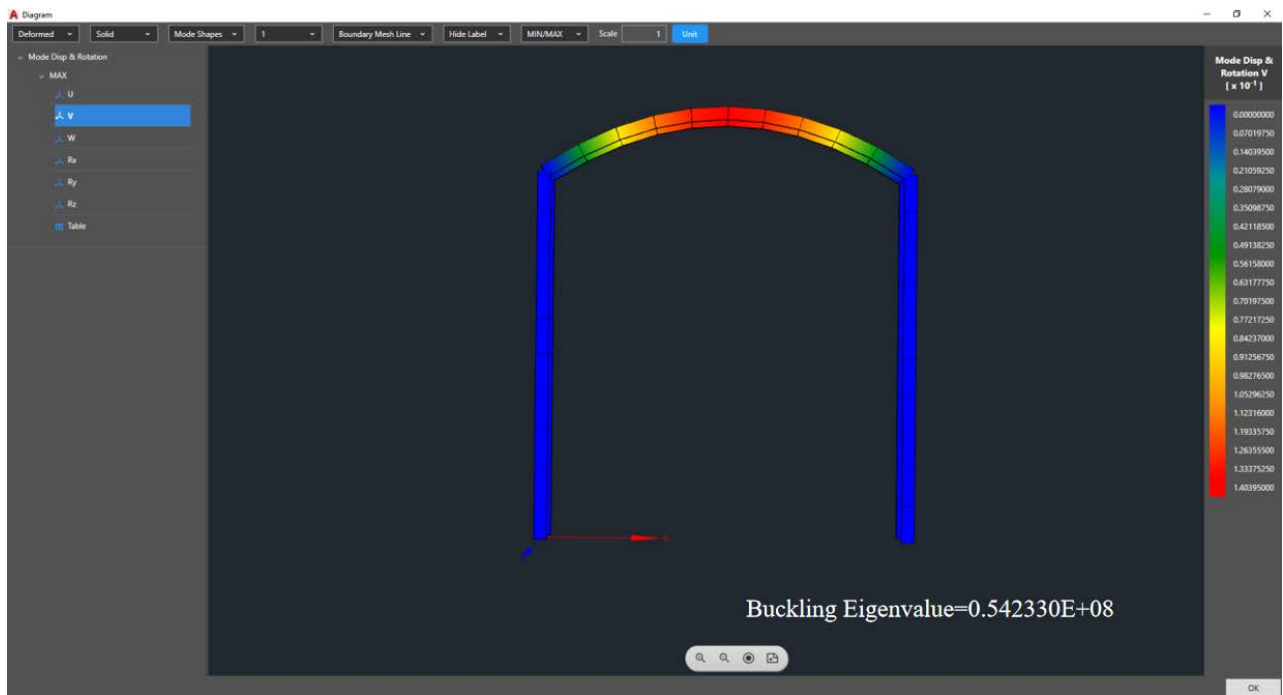 Diagram
Deformed Solid Mode Shapes 1 Boundary Mesh Line Hide Label MIN/MAX Scale 1 Unit
Mode Disp & Rotation
MAX
U
V
W
Rx
Ry
Rz
Table
Mode Disp &
Rotation V
[ x 10⁻¹ ]
0.00000000
0.07019750
0.14039500
0.21059250
0.28079000
0.35098750
0.42118500
0.49138250
0.56158000
0.63177750
0.70197500
0.77217250
0.84237000
0.91256750
0.98276500
1.05296250
1.12316000
1.19335750
1.26355500
1.33375250
1.40395000
Buckling Eigenvalue=0.542330E+08
OK